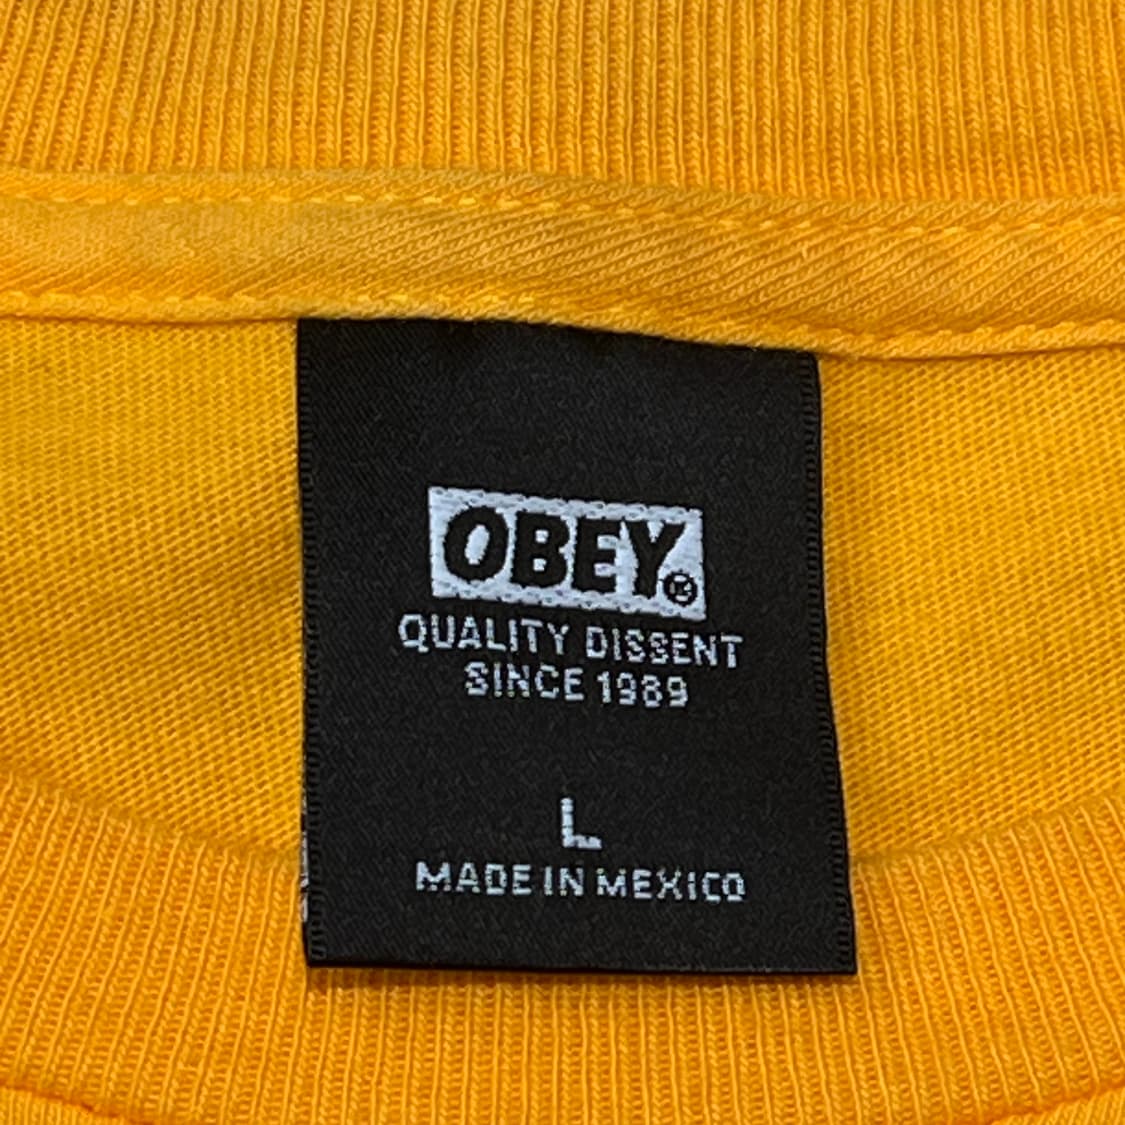 OBEY®
QUALITY DISSENT
SINCE 1989
L
MADE IN MEXICO